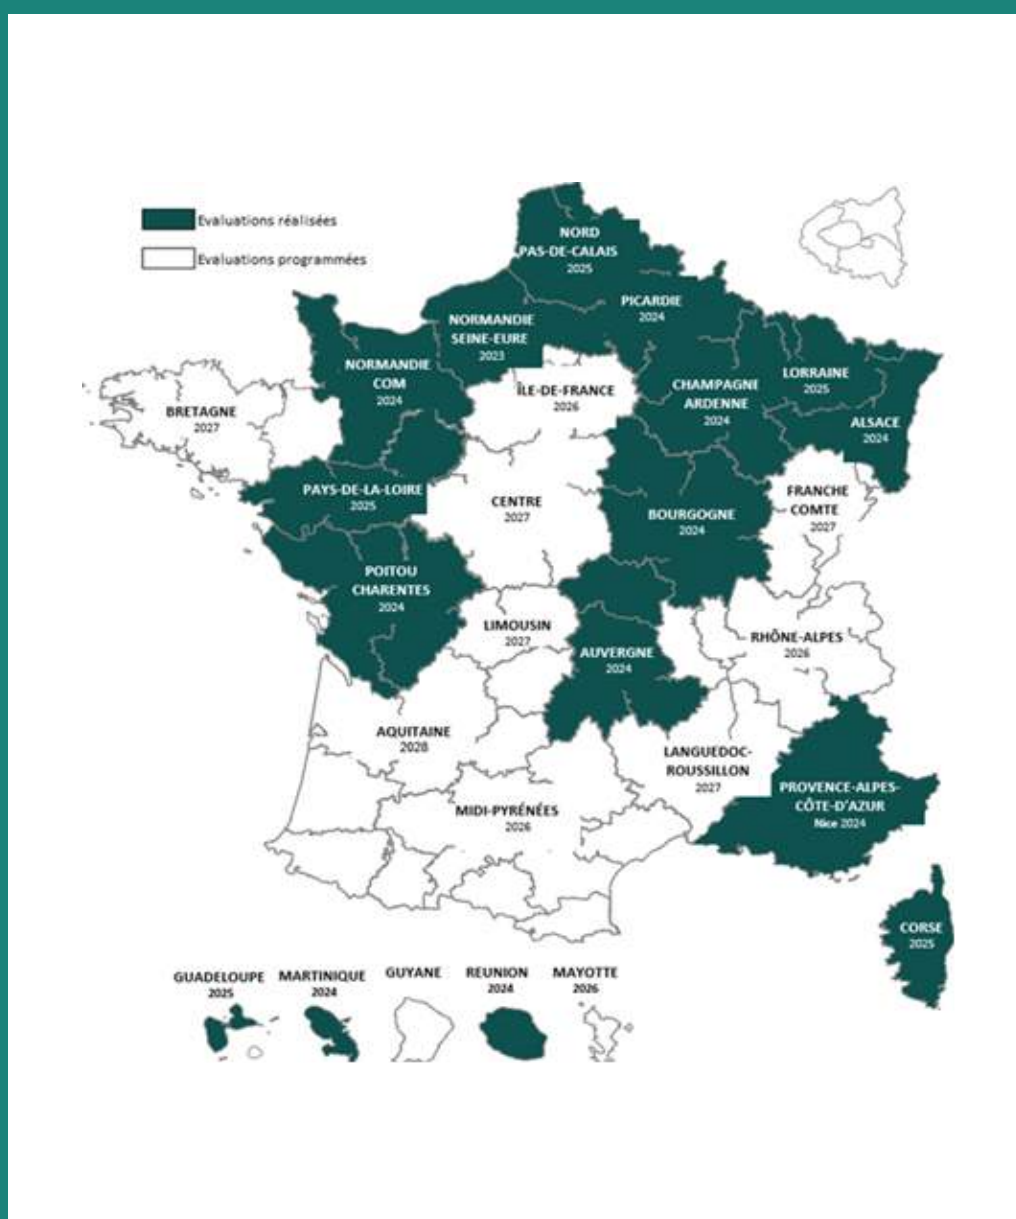 Evaluations réalisées
Evaluations programmées
NORD
PAS-DE-CALAIS
2025
PICARDIE
2024
NORMANDIE
SEINE-EURE
2023
NORMANDIE
COM
2024
ÎLE-DE-FRANCE
2026
CHAMPAGNE
ARDENNE
2024
LORRAINE
2025
ALSACE
2024
BRETAGNE
2027
PAYS-DE-LA-LOIRE
2025
CENTRE
2027
BOURGOGNE
2024
FRANCHE
COMTE
2027
POITOU
CHARENTES
2024
LIMOUSIN
2027
AUVERGNE
2024
RHÔNE-ALPES
2026
AQUITAINE
2028
LANGUEDOC-
ROUSSILLON
2027
MIDI-PYRÉNÉES
2026
PROVENCE-ALPES-
CÔTE-D'AZUR
Nice 2024
CORSE
2025
GUADELOUPE
2025
MARTINIQUE
2024
GUYANE
REUNION
2024
MAYOTTE
2026